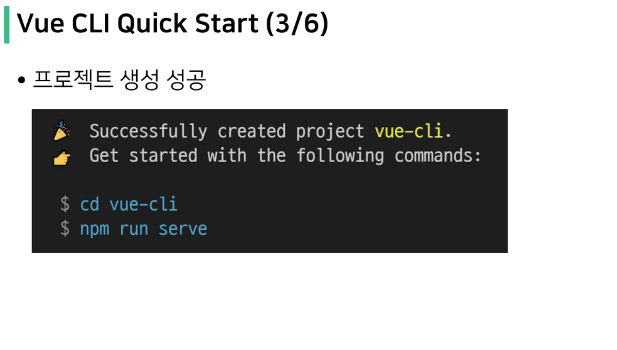 Vue CLI Quick Start (3/6)
• 프로젝트 생성 성공
🎉 Successfully created project vue-cli.
👉 Get started with the following commands:
$ cd vue-cli
$ npm run serve